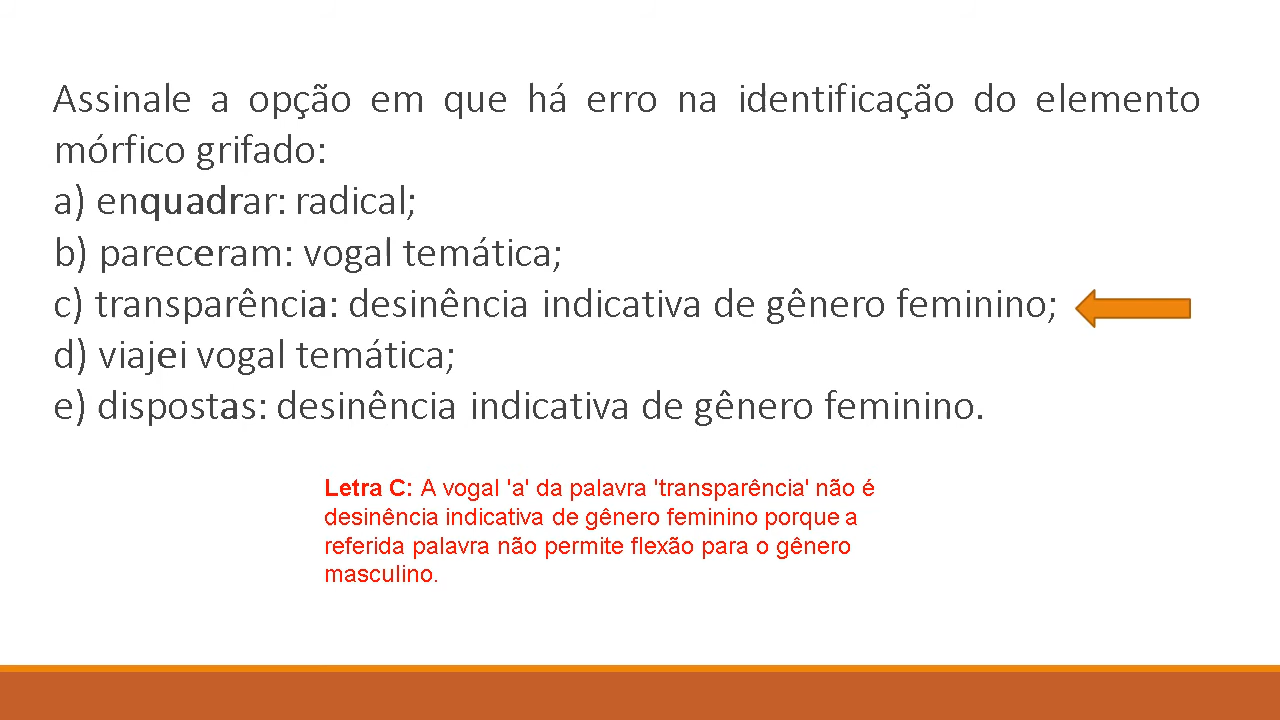 Assinale a opção em que há erro na identificação do elemento
mórfico grifado:
a) enquadrar: radical;
b) pareceram: vogal temática;
c) transparência: desinência indicativa de gênero feminino;
d) viajei vogal temática;
e) dispostas: desinência indicativa de gênero feminino.
Letra C: A vogal 'a' da palavra 'transparência' não é
desinência indicativa de gênero feminino porque a
referida palavra não permite flexão para o gênero
masculino.